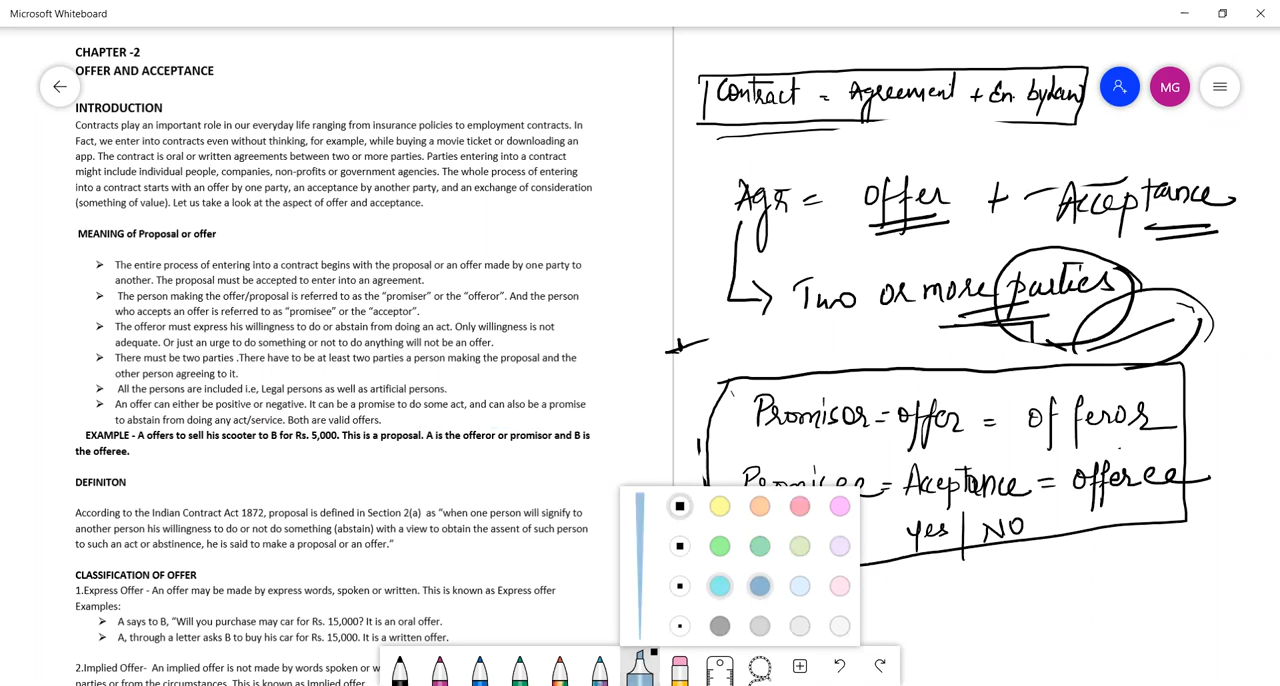 Microsoft Whiteboard
CHAPTER -2
OFFER AND ACCEPTANCE
INTRODUCTION
Contracts play an important role in our everyday life ranging from insurance policies to employment contracts. In
Fact, we enter into contracts even without thinking, for example, while buying a movie ticket or downloading an
app. The contract is oral or written agreements between two or more parties. Parties entering into a contract
might include individual people, companies, non-profits or government agencies. The whole process of entering
into a contract starts with an offer by one party, an acceptance by another party, and an exchange of consideration
(something of value). Let us take a look at the aspect of offer and acceptance.
MEANING of Proposal or offer
➤ The entire process of entering into a contract begins with the proposal or an offer made by one party to
another. The proposal must be accepted to enter into an agreement.
➤ The person making the offer/proposal is referred to as the "promiser" or the "offeror". And the person
who accepts an offer is referred to as "promisee" or the "acceptor".
➤ The offeror must express his willingness to do or abstain from doing an act. Only willingness is not
adequate. Or just an urge to do something or not to do anything will not be an offer.
➤ There must be two parties .There have to be at least two parties a person making the proposal and the
other person agreeing to it.
➤ All the persons are included i.e, Legal persons as well as artificial persons.
➤ An offer can either be positive or negative. It can be a promise to do some act, and can also be a promise
to abstain from doing any act/service. Both are valid offers.
EXAMPLE - A offers to sell his scooter to B for Rs. 5,000. This is a proposal. A is the offeror or promisor and B is
the offeree.
DEFINITON
According to the Indian Contract Act 1872, proposal is defined in Section 2(a) as "when one person will signify to
another person his willingness to do or not do something (abstain) with a view to obtain the assent of such person
to such an act or abstinence, he is said to make a proposal or an offer."
CLASSIFICATION OF OFFER
1.Express Offer - An offer may be made by express words, spoken or written. This is known as Express offer
Examples:
➤ A says to B, "Will you purchase may car for Rs. 15,000? It is an oral offer.
➤ A, through a letter asks B to buy his car for Rs. 15,000. It is a written offer.
2.Implied Offer- An implied offer is not made by words spoken or w
parties or from the circumstances. This is known as Implied offer
Contract = Agreement + En. by law
MG
Agr = offer + Acceptance
Two or more parties
Promisor = offer = offeror
Promisee = Acceptance = offeree
yes | NO